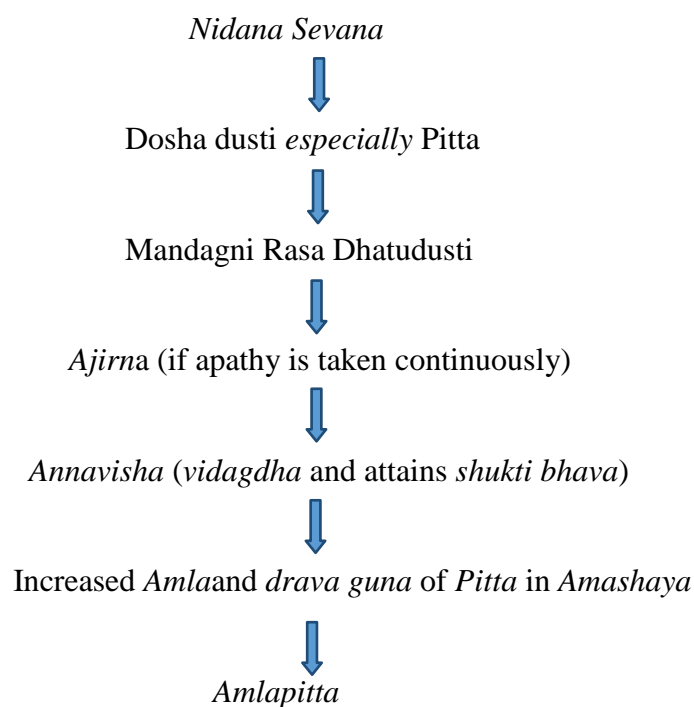 Nidana Sevana
Dosha dusti especially Pitta
Mandagni Rasa Dhatudusti
Ajirna (if apathy is taken continuously)
Annavisha (vidagdha and attains shukti bhava)
Increased Amlaand drava guna of Pitta in Amashaya
Amlapitta